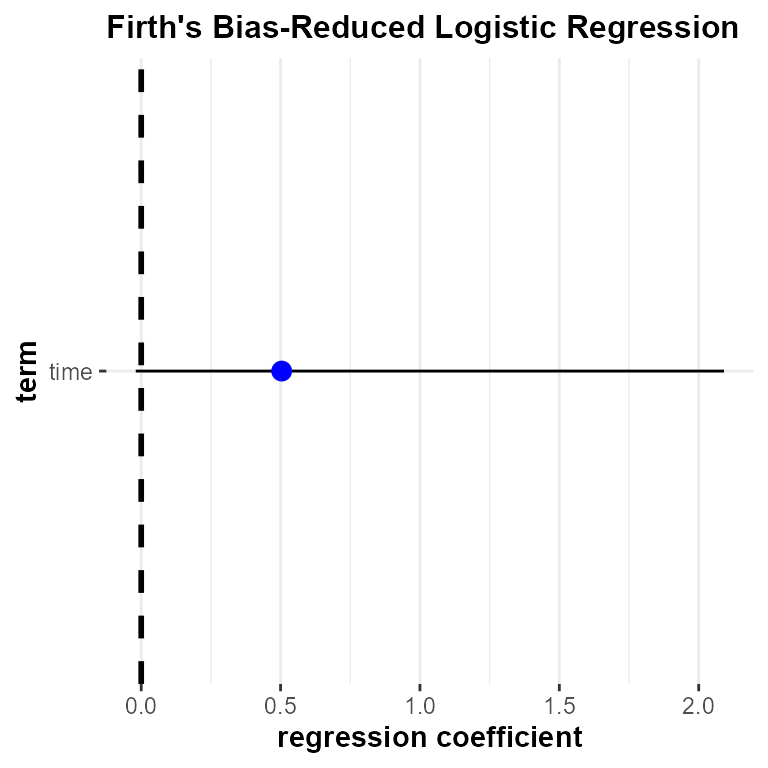 Firth's Bias-Reduced Logistic Regression
term
time
0.0 0.5 1.0 1.5 2.0
regression coefficient